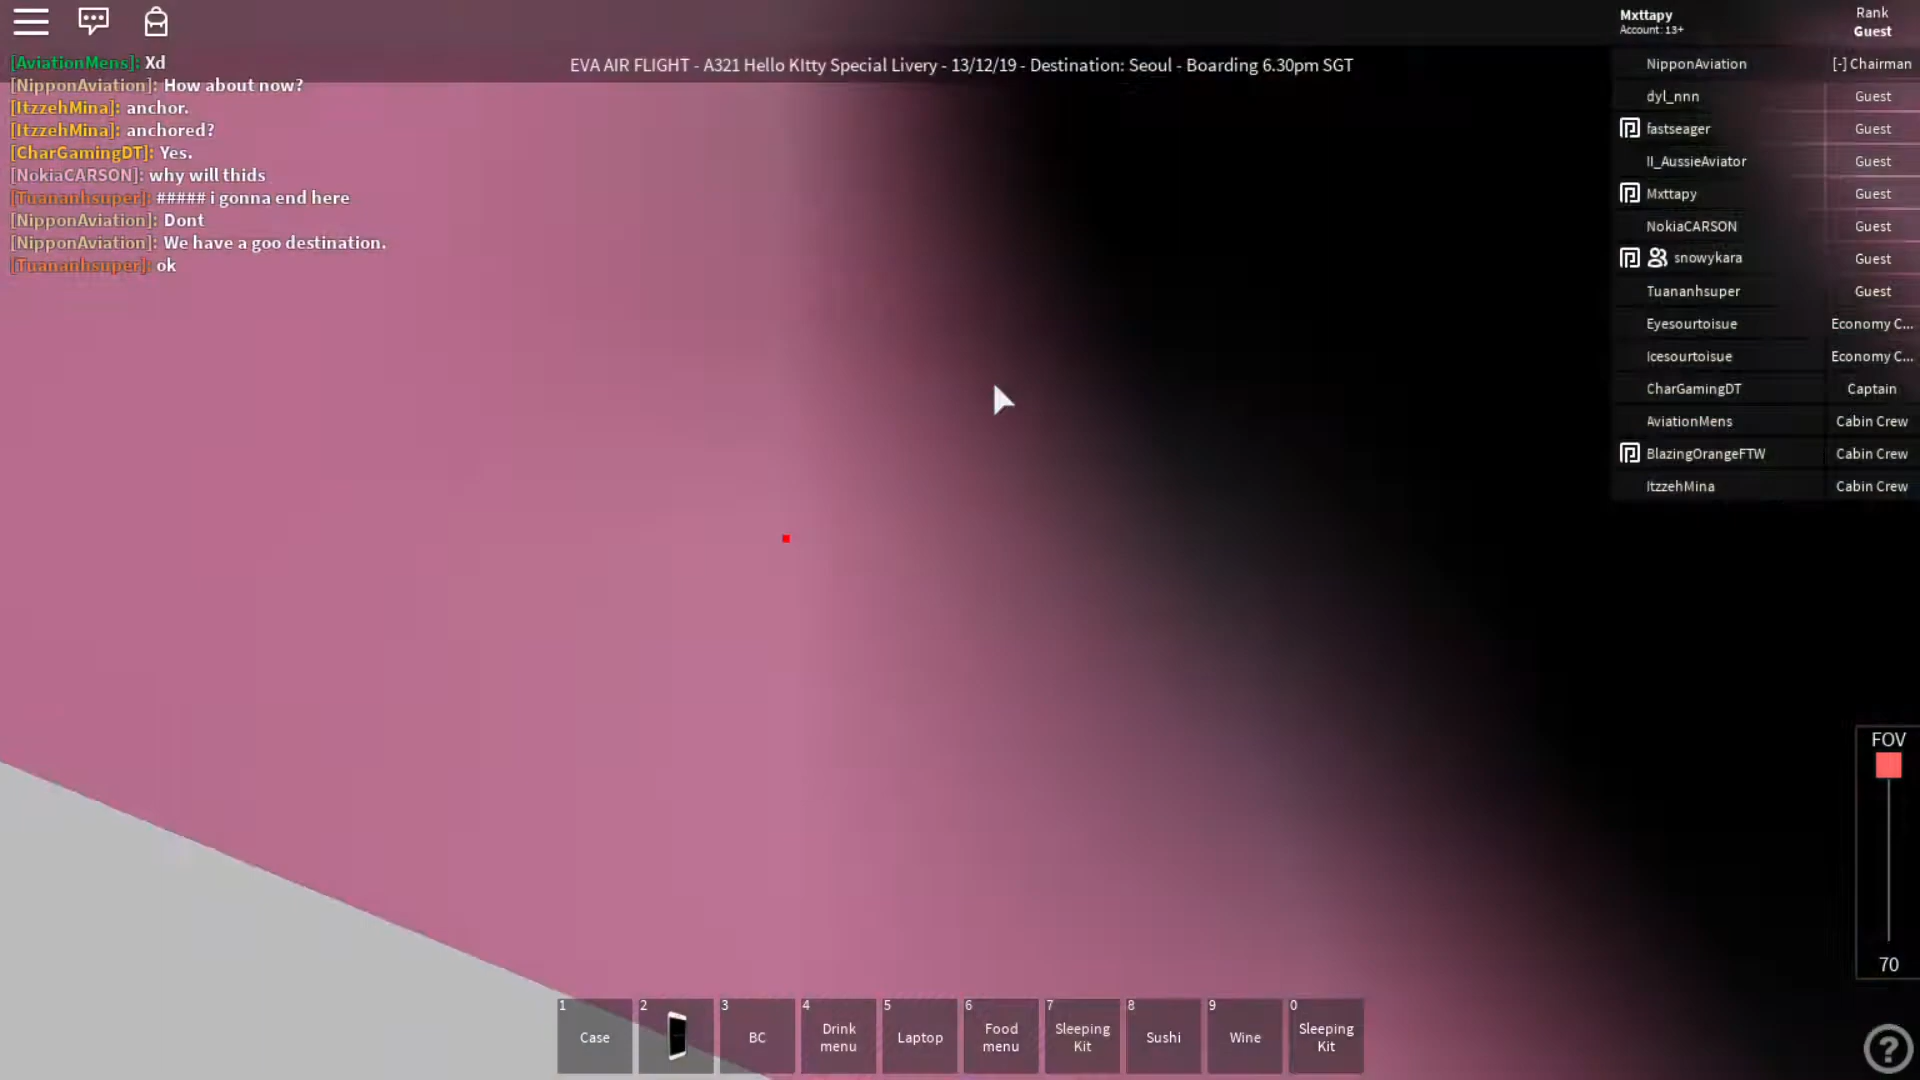 Mxttapy
Account: 13+
Rank
Guest
EVA AIR FLIGHT - A321 Hello KItty Special Livery - 13/12/19 - Destination: Seoul - Boarding 6.30pm SGT
[AviationMens]: Xd
[NipponAviation]: How about now?
[ItzzehMina]: anchor.
[ItzzehMina]: anchored?
[CharGamingDT]: Yes.
[NokiaCARSON]: why will thids
[Tuananhsuper]: ##### i gonna end here
[NipponAviation]: Dont
[NipponAviation]: We have a goo destination.
[Tuananhsuper]: ok
NipponAviation [-] Chairman
dyl_nnn Guest
fastseager Guest
II_AussieAviator Guest
Mxttapy Guest
NokiaCARSON Guest
snowykara Guest
Tuananhsuper Guest
Eyesourtoisue Economy C...
Icesourtoisue Economy C...
CharGamingDT Captain
AviationMens Cabin Crew
BlazingOrangeFTW Cabin Crew
ItzzehMina Cabin Crew
FOV
70
1 Case
2
3 BC
4 Drink menu
5 Laptop
6 Food menu
7 Sleeping Kit
8 Sushi
9 Wine
0 Sleeping Kit
?